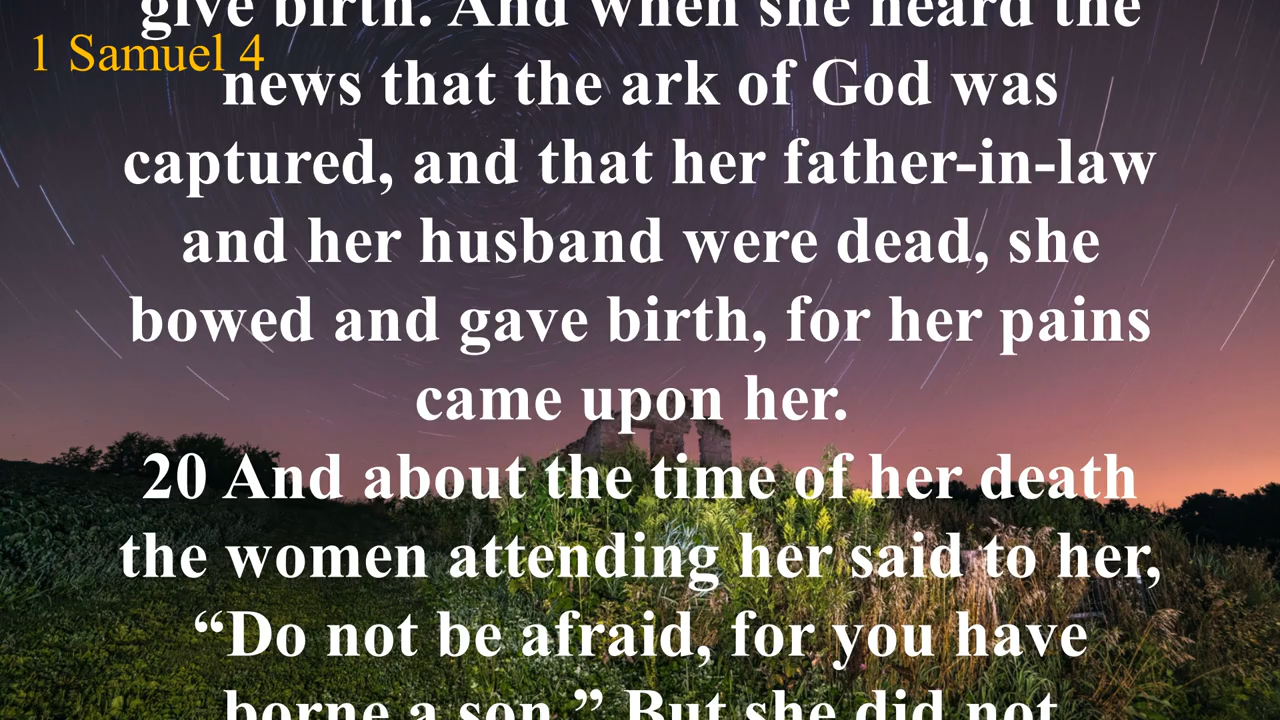 give birth. And when she heard the
1 Samuel 4
news that the ark of God was
captured, and that her father-in-law
and her husband were dead, she
bowed and gave birth, for her pains
came upon her.
20 And about the time of her death
the women attending her said to her,
“Do not be afraid, for you have
borne a son.” But she did not